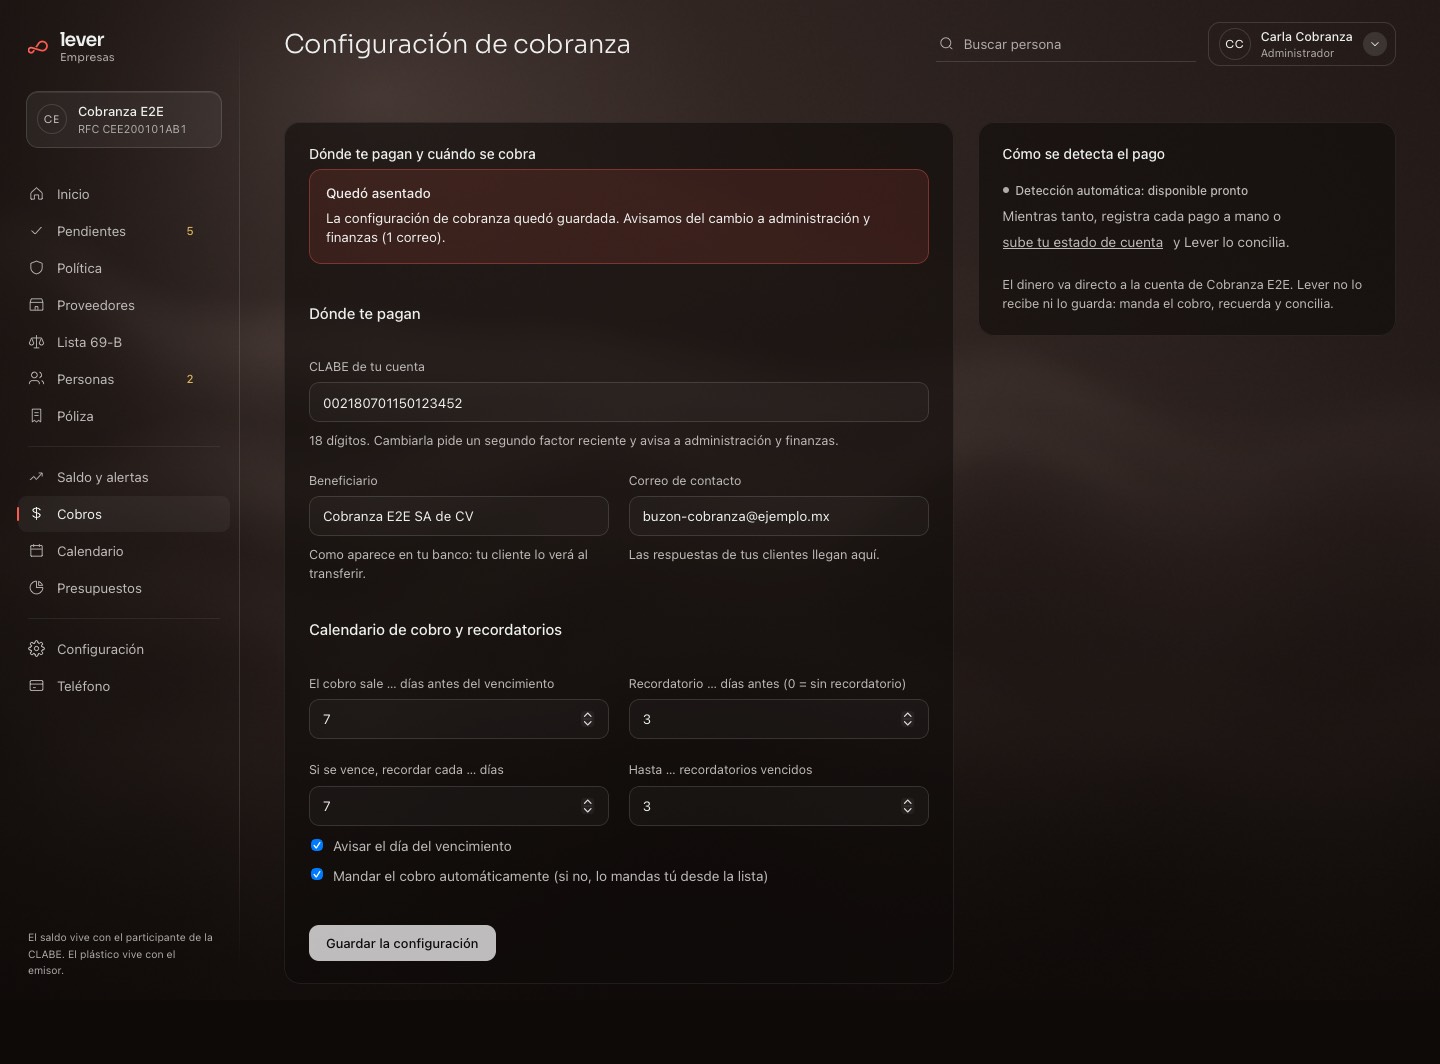 lever
Empresas
Configuración de cobranza
Buscar persona
CC
Carla Cobranza
Administrador
CE
Cobranza E2E
RFC CEE200101AB1
Inicio
Pendientes 5
Política
Proveedores
Lista 69-B
Personas 2
Póliza
Saldo y alertas
Cobros
Calendario
Presupuestos
Configuración
Teléfono
El saldo vive con el participante de la
CLABE. El plástico vive con el
emisor.
Dónde te pagan y cuándo se cobra
Quedó asentado
La configuración de cobranza quedó guardada. Avisamos del cambio a administración y
finanzas (1 correo).
Dónde te pagan
CLABE de tu cuenta
002180701150123452
18 dígitos. Cambiarla pide un segundo factor reciente y avisa a administración y finanzas.
Beneficiario
Cobranza E2E SA de CV
Como aparece en tu banco: tu cliente lo verá al
transferir.
Correo de contacto
buzon-cobranza@ejemplo.mx
Las respuestas de tus clientes llegan aquí.
Calendario de cobro y recordatorios
El cobro sale … días antes del vencimiento
7
Recordatorio … días antes (0 = sin recordatorio)
3
Si se vence, recordar cada … días
7
Hasta … recordatorios vencidos
3
Avisar el día del vencimiento
Mandar el cobro automáticamente (si no, lo mandas tú desde la lista)
Guardar la configuración
Cómo se detecta el pago
Detección automática: disponible pronto
Mientras tanto, registra cada pago a mano o
sube tu estado de cuenta y Lever lo concilia.
El dinero va directo a la cuenta de Cobranza E2E. Lever no lo
recibe ni lo guarda: manda el cobro, recuerda y concilia.